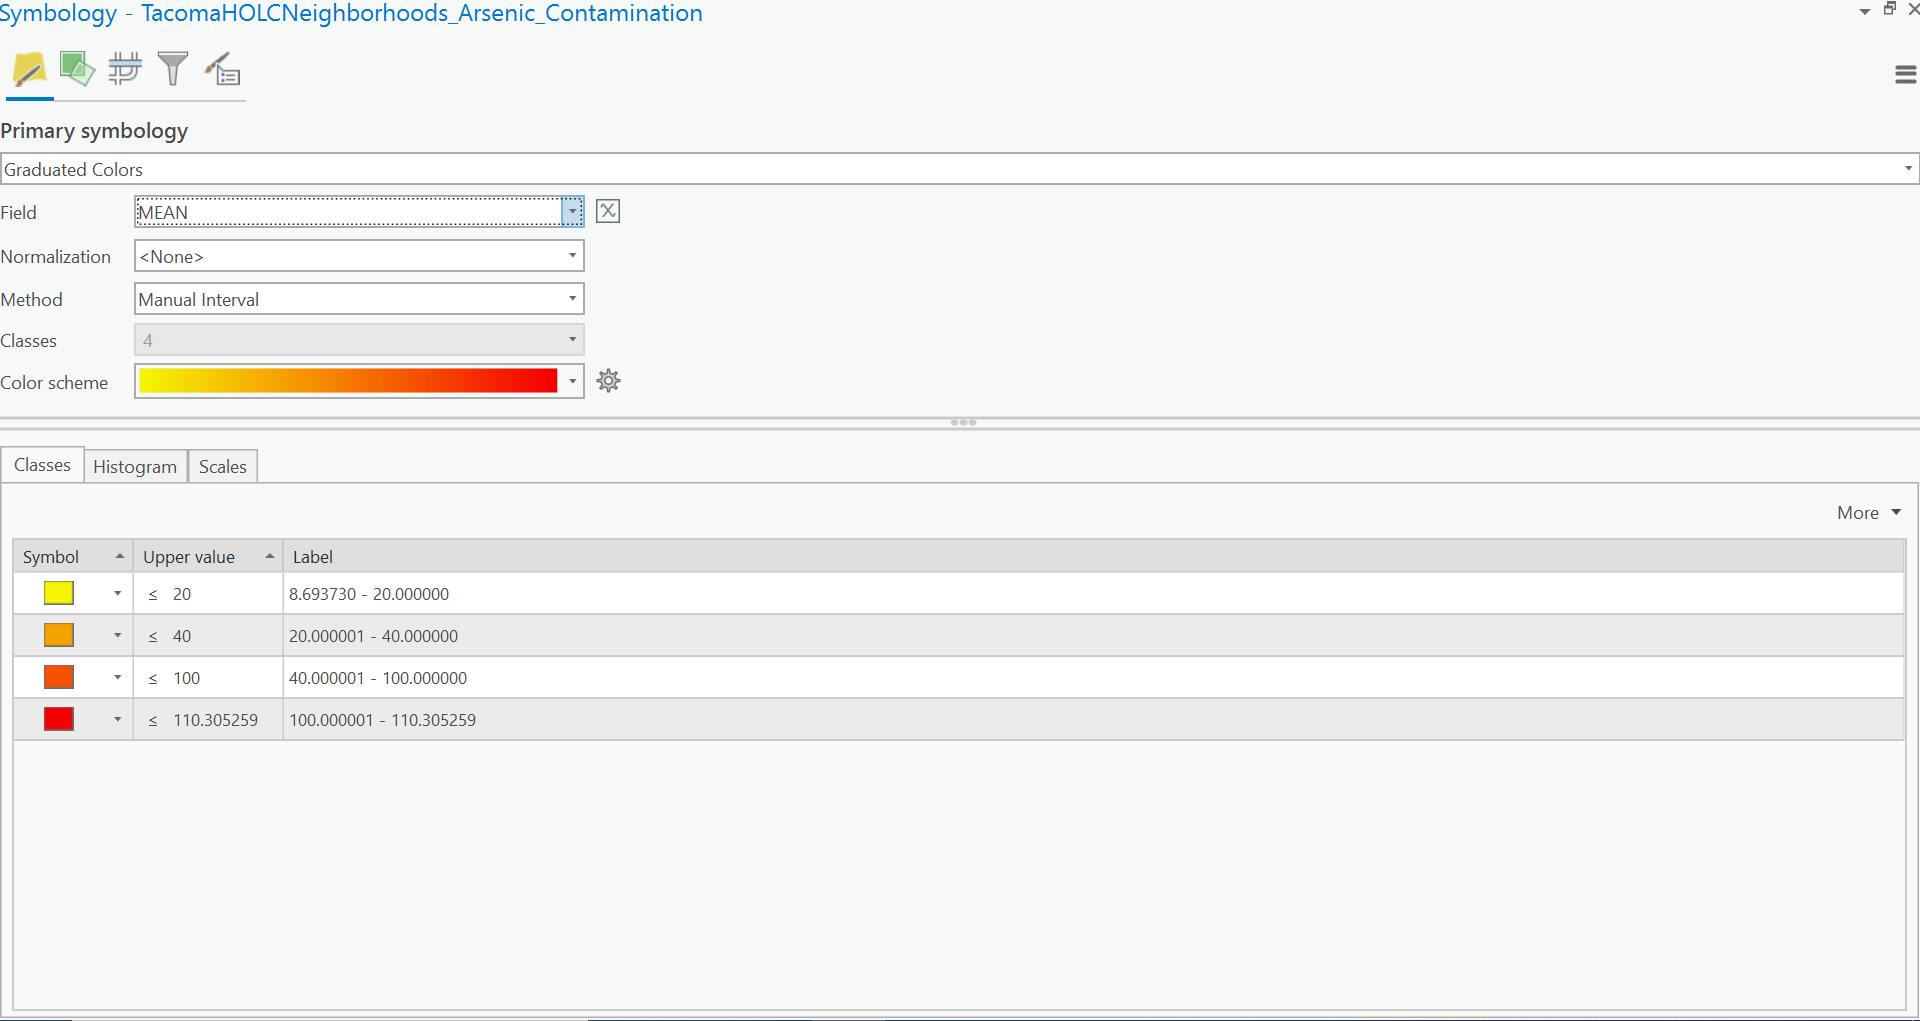 Symbology - TacomaHOLCNeighborhoods_Arsenic_Contamination
Primary symbology
Graduated Colors
Field MEAN
Normalization <None>
Method Manual Interval
Classes 4
Color scheme
Classes Histogram Scales
More
Symbol Upper value Label
≤ 20 8.693730 - 20.000000
≤ 40 20.000001 - 40.000000
≤ 100 40.000001 - 100.000000
≤ 110.305259 100.000001 - 110.305259